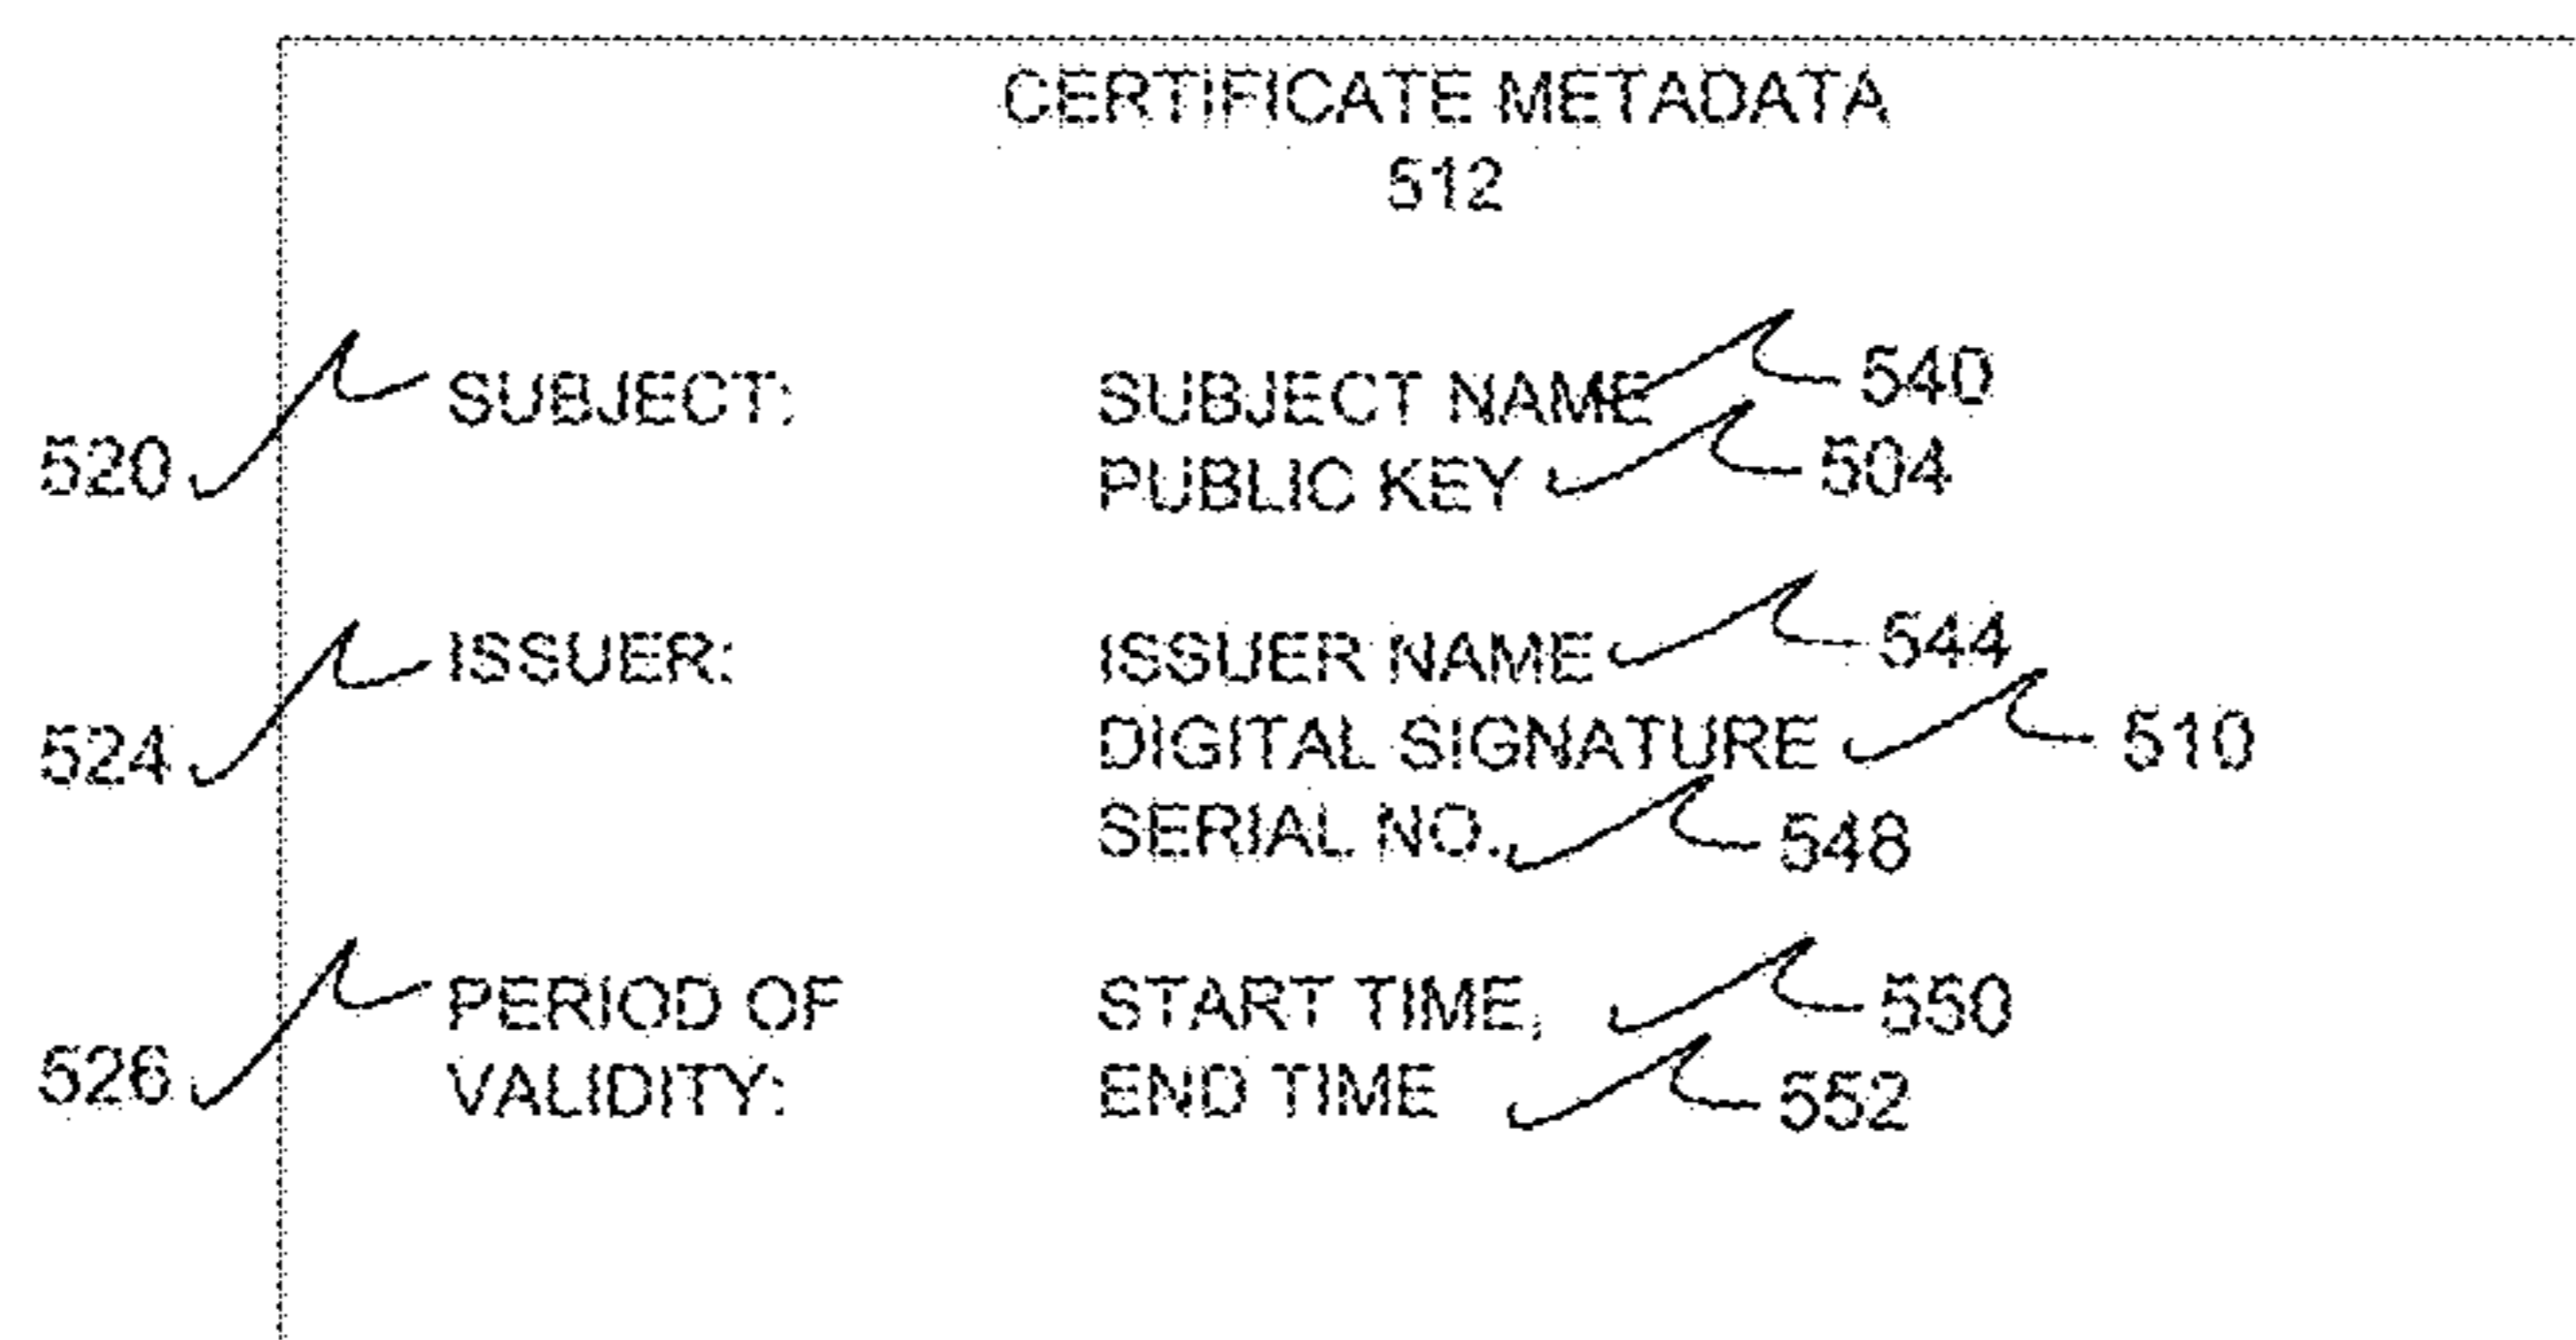 CERTIFICATE METADATA
512
520 SUBJECT: SUBJECT NAME 540
PUBLIC KEY 504
524 ISSUER: ISSUER NAME 544
DIGITAL SIGNATURE 510
SERIAL NO. 548
526 PERIOD OF VALIDITY: START TIME, 550
END TIME 552